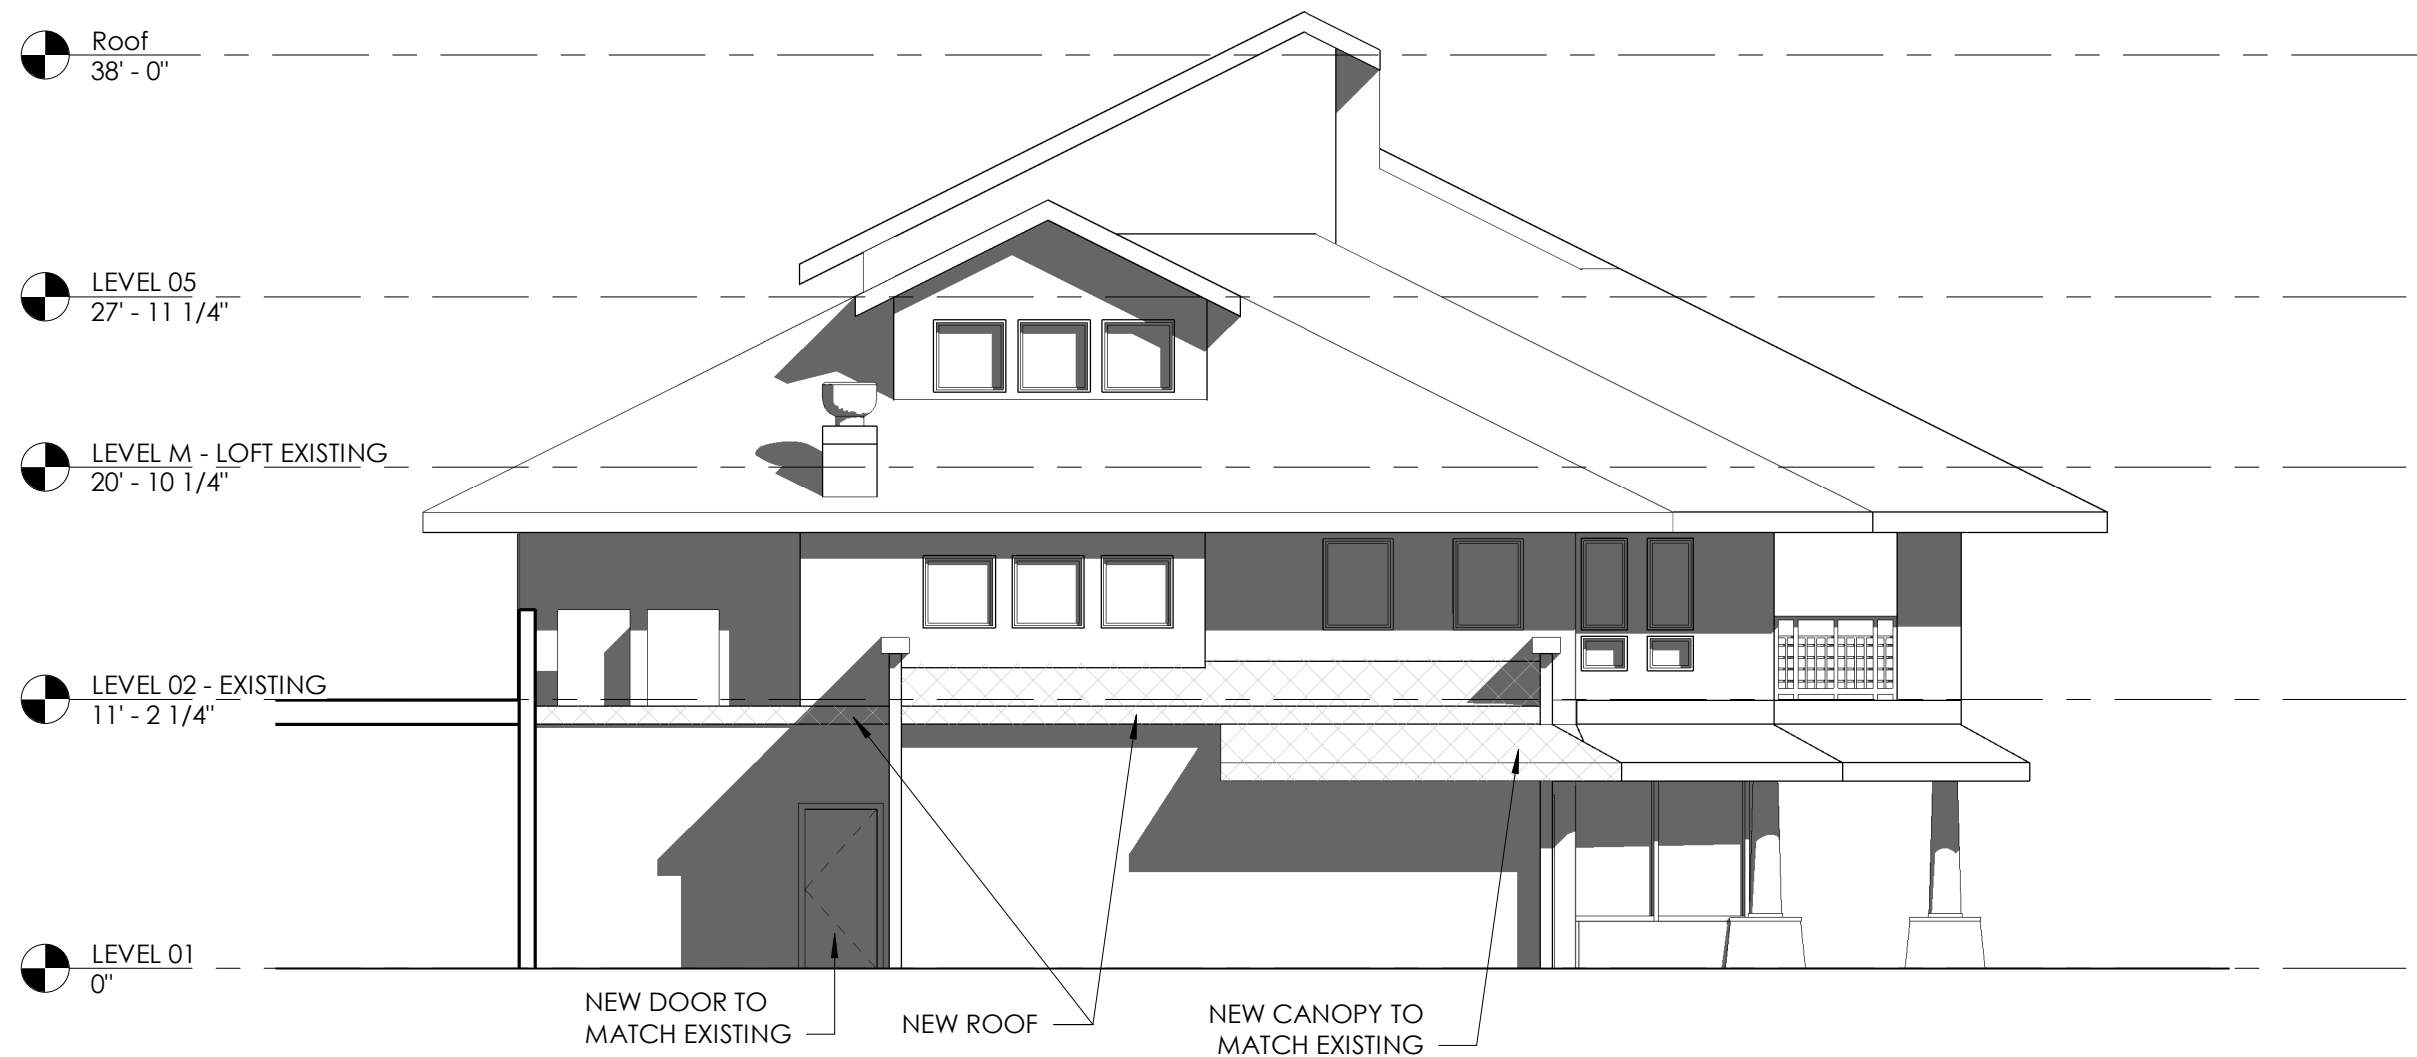 Roof
38' - 0"
LEVEL 05
27' - 11 1/4"
LEVEL M - LOFT EXISTING
20' - 10 1/4"
LEVEL 02 - EXISTING
11' - 2 1/4"
LEVEL 01
0"
NEW DOOR TO
MATCH EXISTING
NEW ROOF
NEW CANOPY TO
MATCH EXISTING